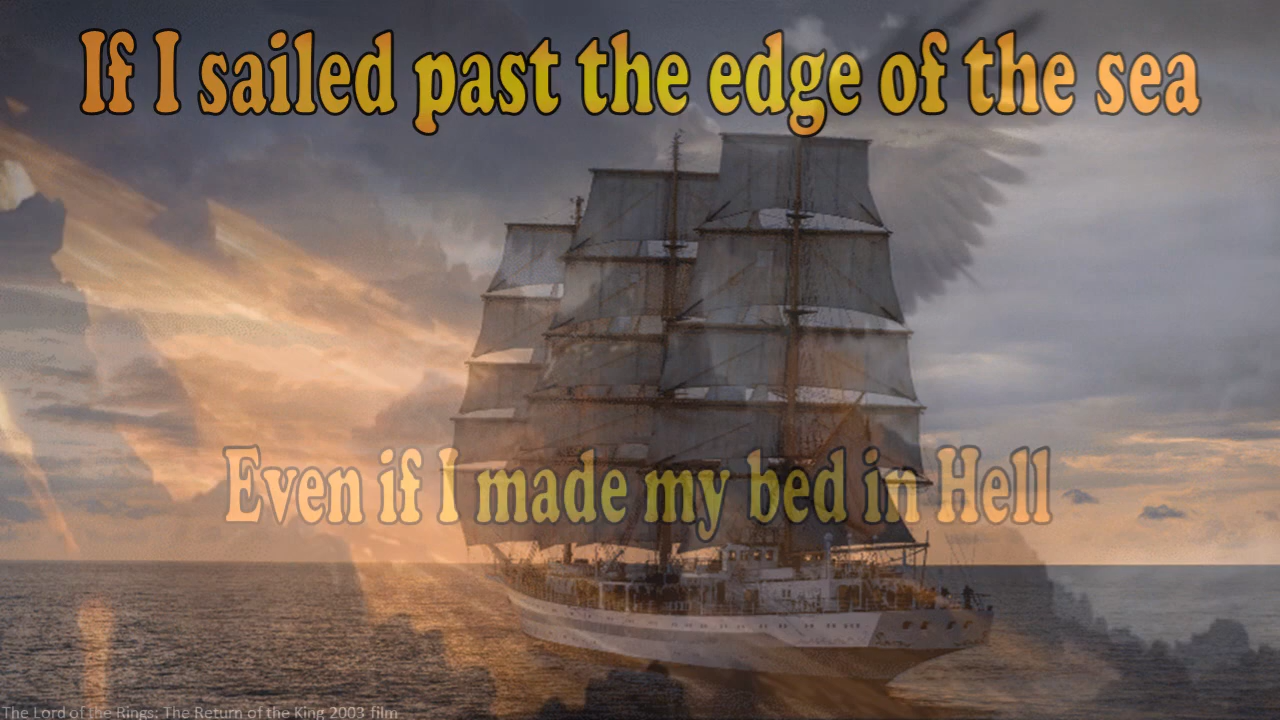 If I sailed past the edge of the sea
Even if I made my bed in Hell
The Lord of the Rings: The Return of the King 2003 film